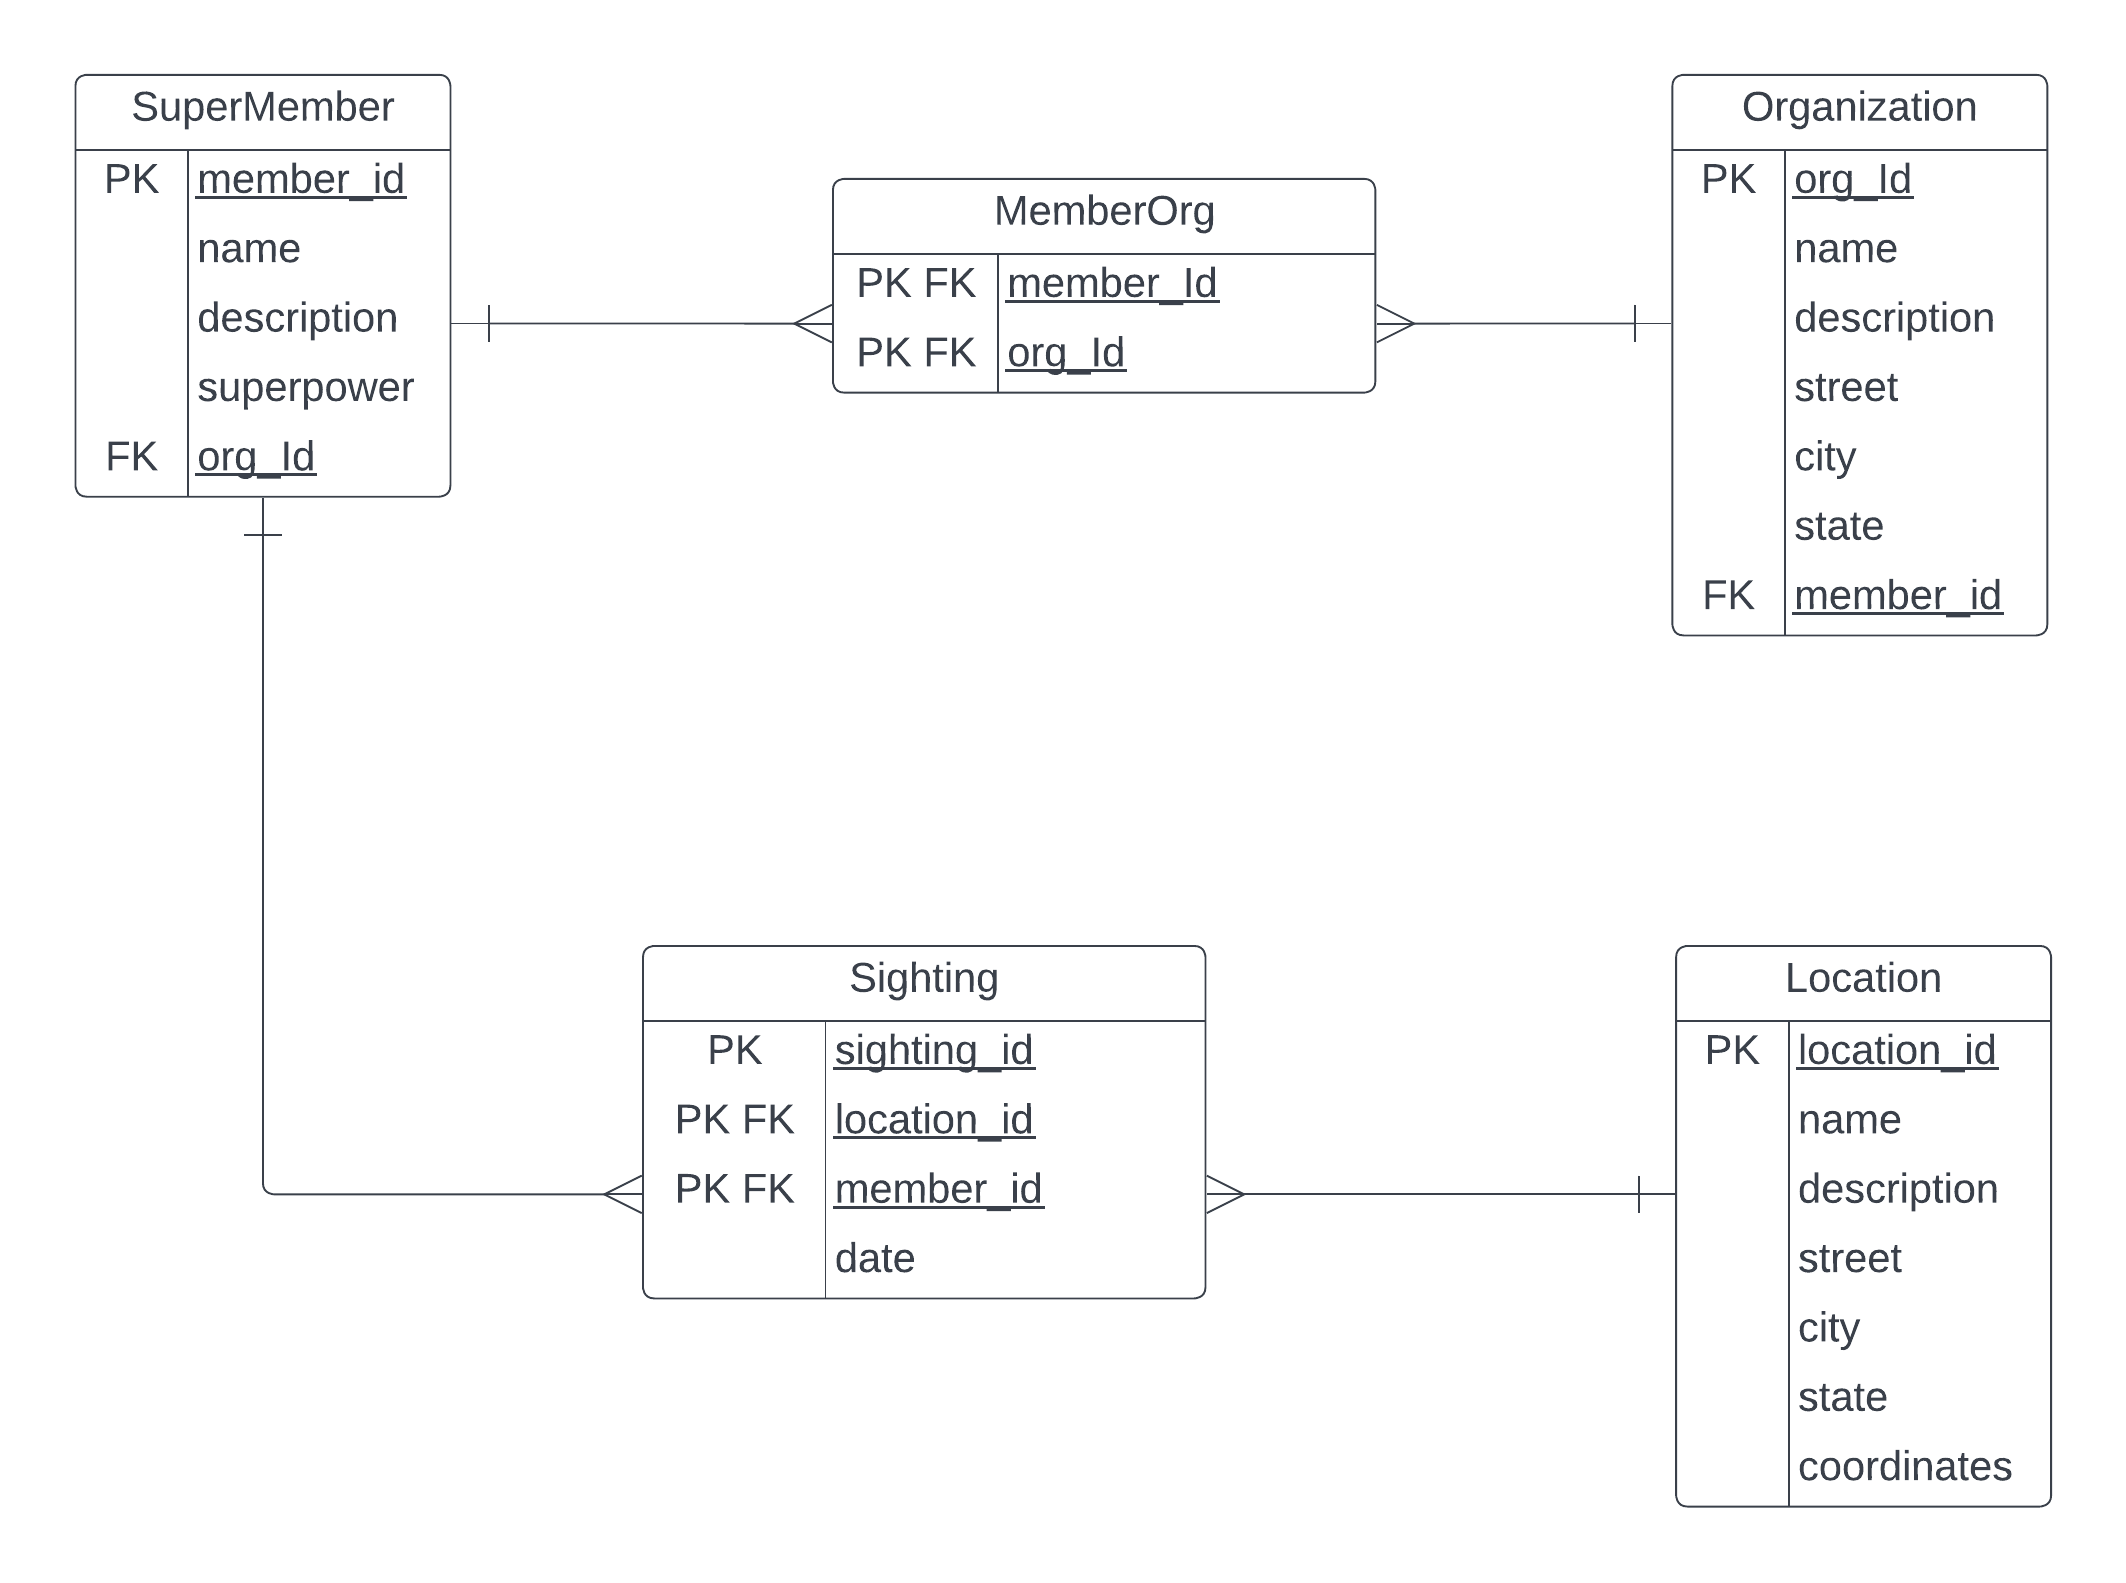 SuperMember
PK member_id
name
description
superpower
FK org_Id
MemberOrg
PK FK member_Id
PK FK org_Id
Organization
PK org_Id
name
description
street
city
state
FK member_id
Sighting
PK sighting_id
PK FK location_id
PK FK member_id
date
Location
PK location_id
name
description
street
city
state
coordinates